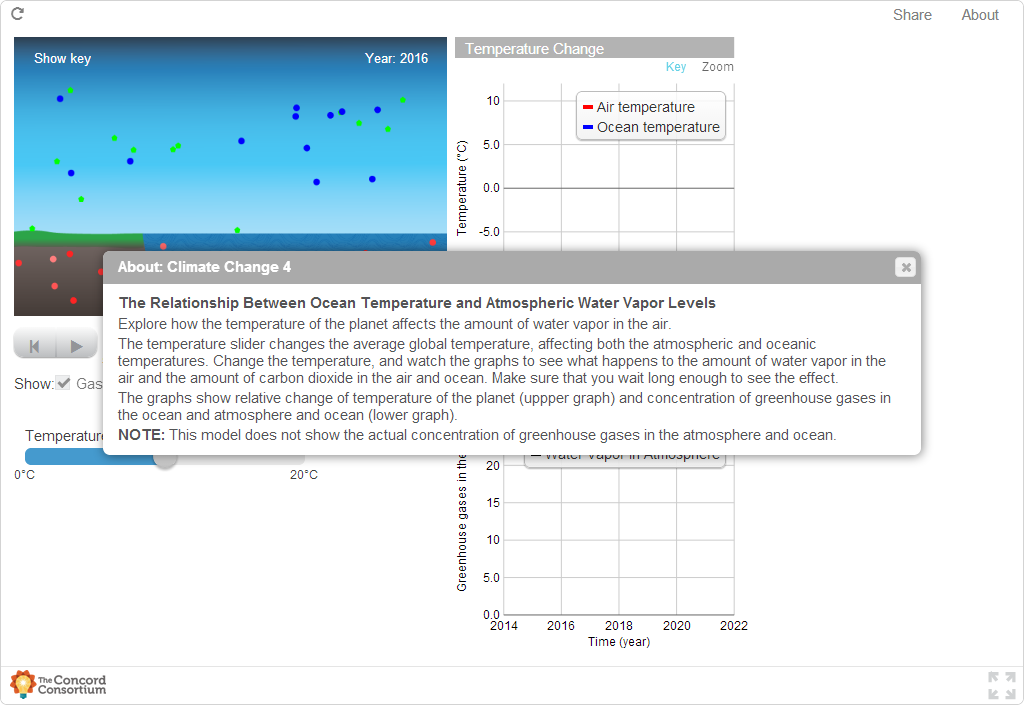 Share About
Show key Year: 2016
Temperature Change
Key Zoom
10
Air temperature
Ocean temperature
5.0
0.0
-5.0
Temperature (°C)
About: Climate Change 4
The Relationship Between Ocean Temperature and Atmospheric Water Vapor Levels
Explore how the temperature of the planet affects the amount of water vapor in the air.
The temperature slider changes the average global temperature, affecting both the atmospheric and oceanic
temperatures. Change the temperature, and watch the graphs to see what happens to the amount of water vapor in the
air and the amount of carbon dioxide in the air and ocean. Make sure that you wait long enough to see the effect.
The graphs show relative change of temperature of the planet (uppper graph) and concentration of greenhouse gases in
the ocean and atmosphere and ocean (lower graph).
NOTE: This model does not show the actual concentration of greenhouse gases in the atmosphere and ocean.
Show: Gas
Temperature
0°C 20°C
Water Vapor in Atmosphere
Greenhouse gases in the
20
15
10
5.0
0.0
2014 2016 2018 2020 2022
Time (year)
The Concord
Consortium